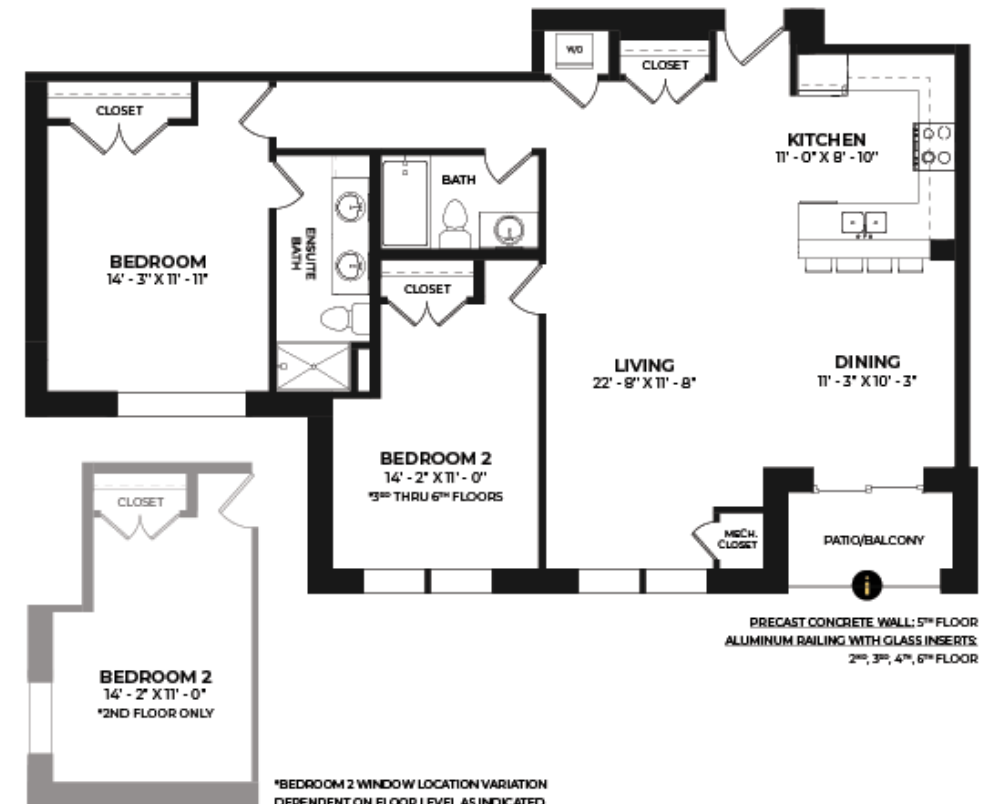 W/D
CLOSET
CLOSET
KITCHEN
11' - 0" X 8' - 10"
BATH
ENSUITE
BATH
BEDROOM
14' - 3" X 11' - 11"
CLOSET
LIVING
22' - 8" X 11' - 8"
DINING
11' - 3" X 10' - 3"
BEDROOM 2
14' - 2" X 11' - 0"
*3RD THRU 6TH FLOORS
CLOSET
MECH.
CLOSET
PATIO/BALCONY
i
PRECAST CONCRETE WALL: 5TH FLOOR
ALUMINUM RAILING WITH GLASS INSERTS:
2ND, 3RD, 4TH, 6TH FLOOR
BEDROOM 2
14' - 2" X 11' - 0"
*2ND FLOOR ONLY
*BEDROOM 2 WINDOW LOCATION VARIATION
DEPENDENT ON FLOOR LEVEL AS INDICATED